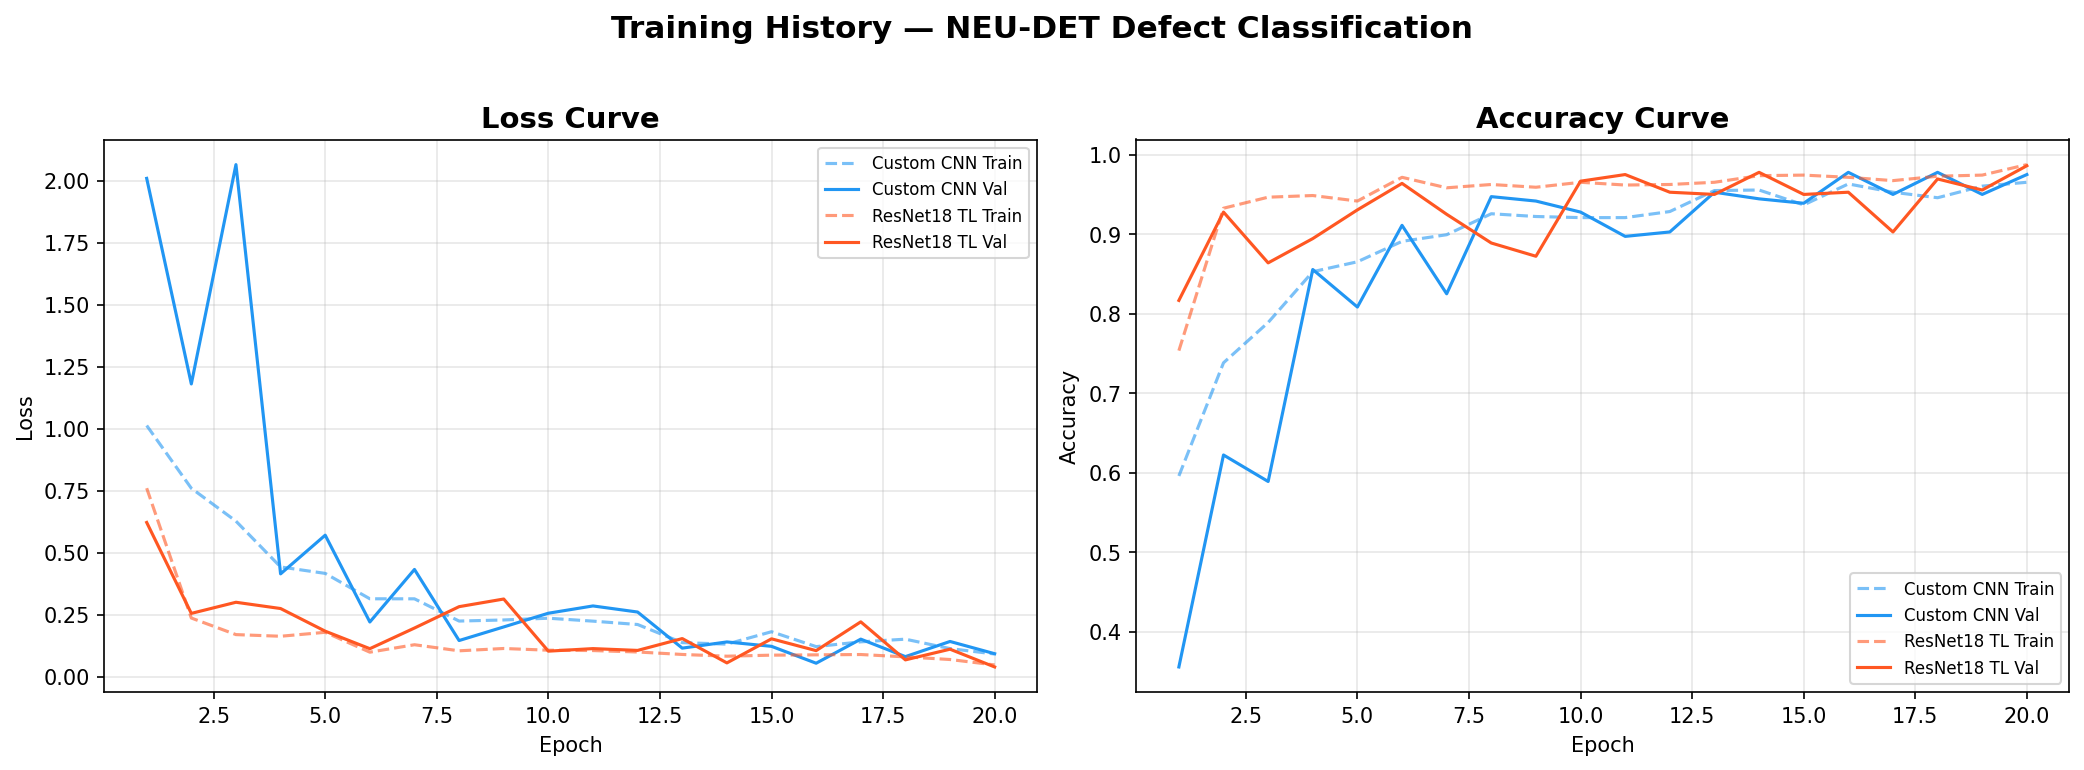 Training History — NEU-DET Defect Classification
Loss Curve
Loss
2.00
1.75
1.50
1.25
1.00
0.75
0.50
0.25
0.00
2.5 5.0 7.5 10.0 12.5 15.0 17.5 20.0
Epoch
Custom CNN Train
Custom CNN Val
ResNet18 TL Train
ResNet18 TL Val
Accuracy Curve
Accuracy
1.0
0.9
0.8
0.7
0.6
0.5
0.4
2.5 5.0 7.5 10.0 12.5 15.0 17.5 20.0
Epoch
Custom CNN Train
Custom CNN Val
ResNet18 TL Train
ResNet18 TL Val